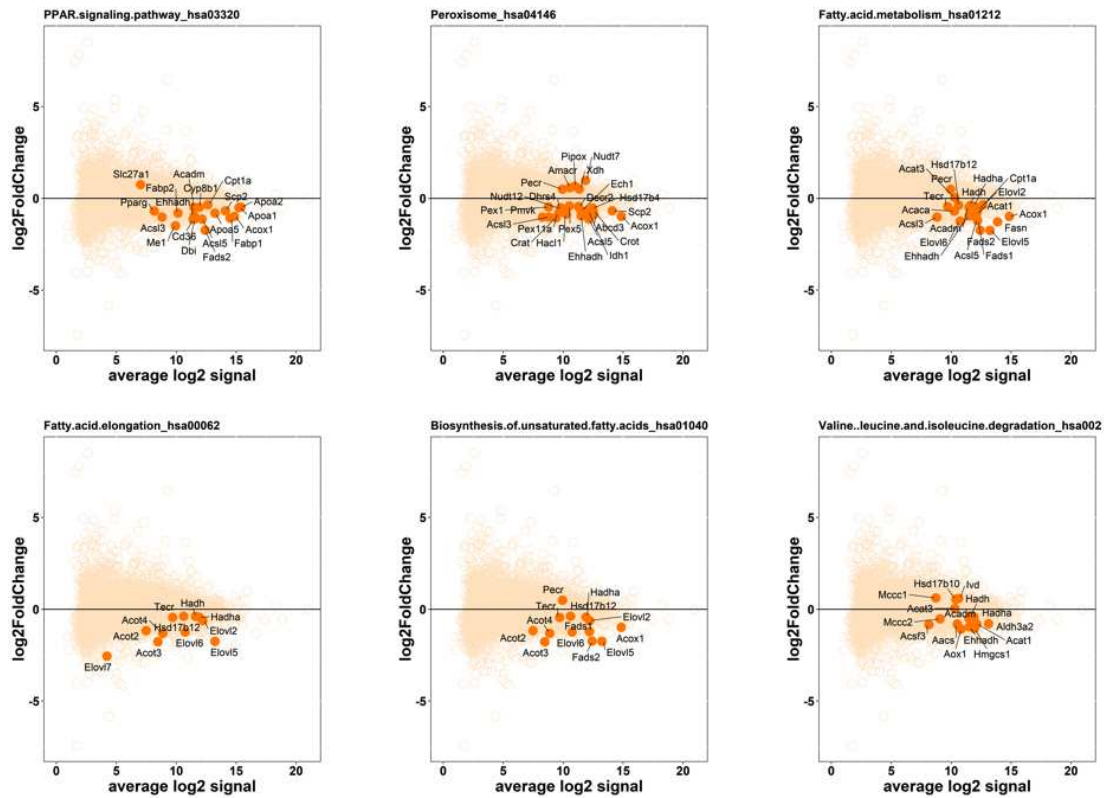 PPAR.signaling.pathway_hsa03320
log2FoldChange
5
0
-5
Slc27a1
Acadm
Cpt1a
Fabp2
Cyp8b1
Pparg
Ehhadh
Scp2
Apoa2
Acsl3
Apoa1
Me1
Cd36
Apoa5
Acox1
Dbi
Acsl5
Fabp1
Fads2
0 5 10 15 20
average log2 signal
Peroxisome_hsa04146
log2FoldChange
5
0
-5
Pipox
Nudt7
Amacr
Xdh
Pecr
Ech1
Nudt12
Dhrs4
Decr2
Hsd17b4
Pex1
Pmvk
Scp2
Acsl3
Pex11a
Pex5
Abcd3
Acox1
Crat
Hacl1
Acsl5
Crot
Ehhadh
Idh1
0 5 10 15 20
average log2 signal
Fatty.acid.metabolism_hsa01212
log2FoldChange
5
0
-5
Hsd17b12
Acat3
Pecr
Hadha
Cpt1a
Tecr
Hadh
Elovl2
Acaca
Acat1
Acox1
Acsl3
Acadm
Fasn
Elovl6
Fads2
Elovl5
Ehhadh
Acsl5
Fads1
0 5 10 15 20
average log2 signal
Fatty.acid.elongation_hsa00062
log2FoldChange
5
0
-5
Tecr
Hadh
Acot4
Hadha
Acot2
Hsd17b12
Elovl2
Acot3
Elovl6
Elovl5
Elovl7
0 5 10 15 20
average log2 signal
Biosynthesis.of.unsaturated.fatty.acids_hsa01040
log2FoldChange
5
0
-5
Pecr
Hadha
Tecr
Hsd17b12
Acot4
Fads1
Elovl2
Acot2
Elovl6
Acox1
Acot3
Fads2
Elovl5
0 5 10 15 20
average log2 signal
Valine..leucine.and.isoleucine.degradation_hsa002
log2FoldChange
5
0
-5
Hsd17b10
Ivd
Mccc1
Hadh
Acat3
Acadm
Hadha
Mccc2
Aldh3a2
Acsf3
Aacs
Ehhadh
Acat1
Aox1
Hmgcs1
0 5 10 15 20
average log2 signal